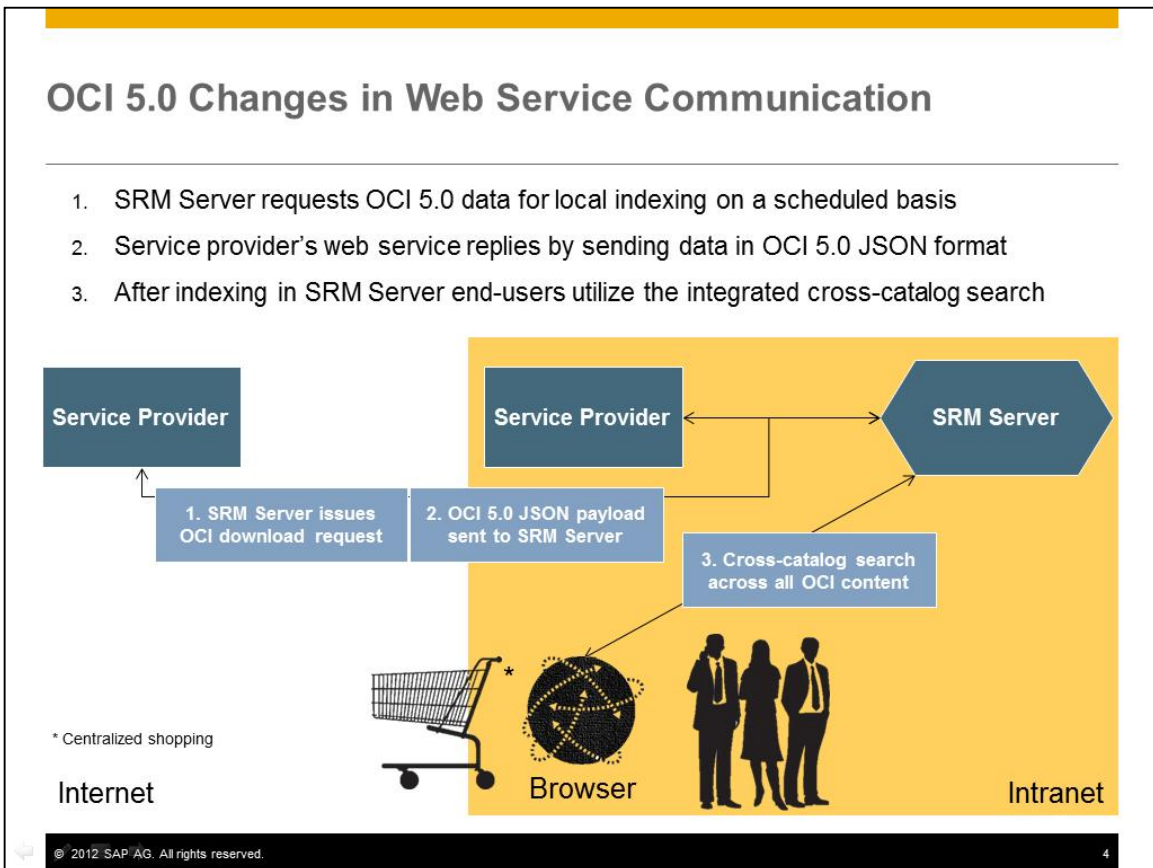 OCI 5.0 Changes in Web Service Communication
1. SRM Server requests OCI 5.0 data for local indexing on a scheduled basis
2. Service provider’s web service replies by sending data in OCI 5.0 JSON format
3. After indexing in SRM Server end-users utilize the integrated cross-catalog search
Service Provider
Service Provider
SRM Server
1. SRM Server issues
OCI download request
2. OCI 5.0 JSON payload
sent to SRM Server
3. Cross-catalog search
across all OCI content
*
* Centralized shopping
Internet
Browser
Intranet
© 2012 SAP AG. All rights reserved.
4